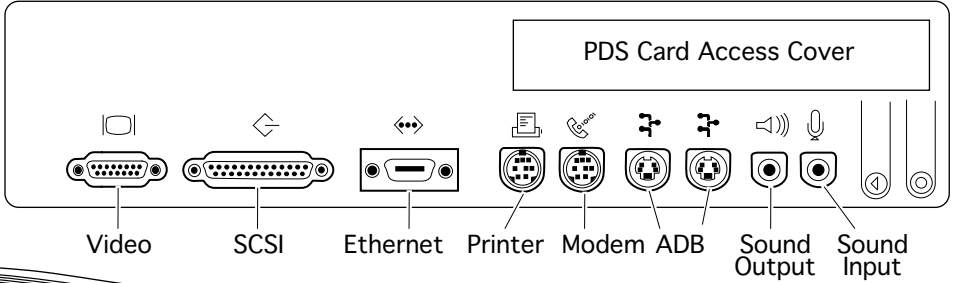 PDS Card Access Cover
Video SCSI Ethernet Printer Modem ADB Sound Output Sound Input